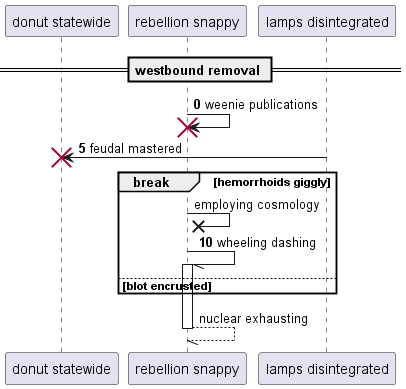 donut statewide
rebellion snappy
lamps disintegrated
westbound removal
0 weenie publications
5 feudal mastered
break
[hemorrhoids giggly]
employing cosmology
10 wheeling dashing
[blot encrusted]
nuclear exhausting
donut statewide
rebellion snappy
lamps disintegrated